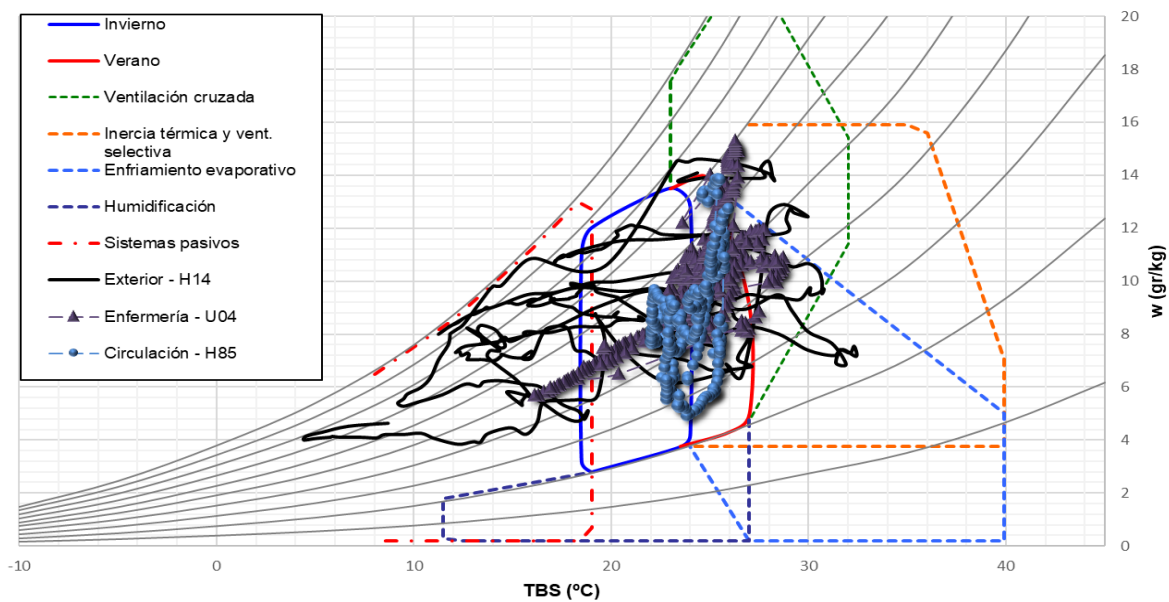 Invierno
Verano
Ventilación cruzada
Inercia térmica y vent.
selectiva
Enfriamiento evaporativo
Humidificación
Sistemas pasivos
Exterior - H14
Enfermería - U04
Circulación - H85
20
18
16
14
12
10
8
6
4
2
0
w (gr/kg)
-10
0
10
20
30
40
TBS (ºC)